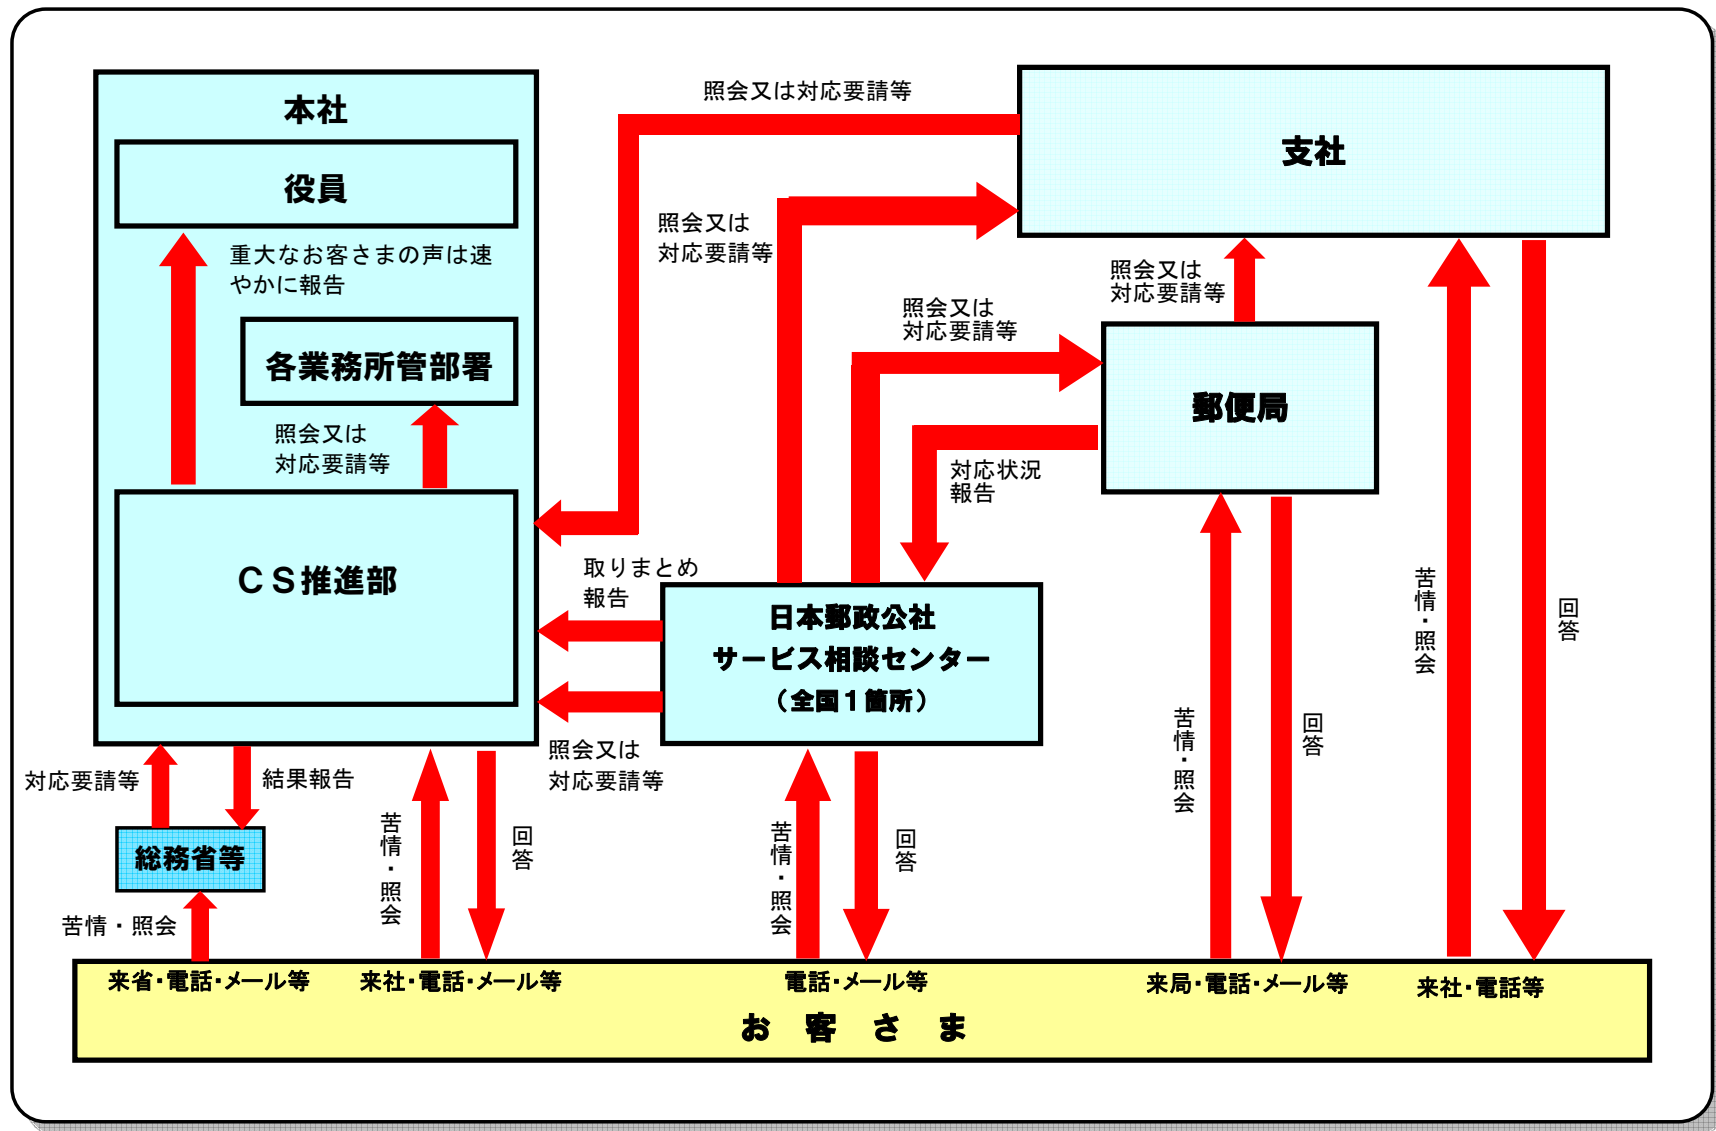 本社
役員
重大なお客さまの声は速
やかに報告
各業務所管部署
照会又は
対応要請等
ＣＳ推進部
照会又は対応要請等
支社
照会又は
対応要請等
照会又は
対応要請等
照会又は
対応要請等
郵便局
対応状況
報告
取りまとめ
報告
日本郵政公社
サービス相談センター
（全国１箇所）
照会又は
対応要請等
対応要請等
結果報告
総務省等
苦情・照会
苦情・照会
回答
苦情・照会
回答
苦情・照会
回答
苦情・照会
回答
来省・電話・メール等
来社・電話・メール等
電話・メール等
来局・電話・メール等
来社・電話等
お　客　さ　ま